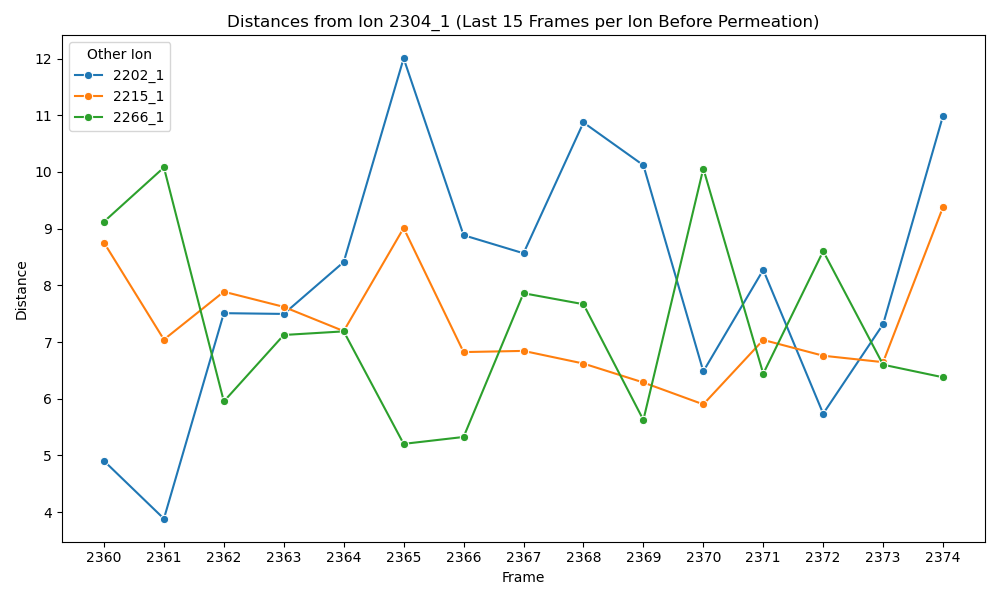 Distances from Ion 2304_1 (Last 15 Frames per Ion Before Permeation)
Other Ion
2202_1
2215_1
2266_1
12
11
10
9
8
7
6
5
4
Distance
2360 2361 2362 2363 2364 2365 2366 2367 2368 2369 2370 2371 2372 2373 2374
Frame